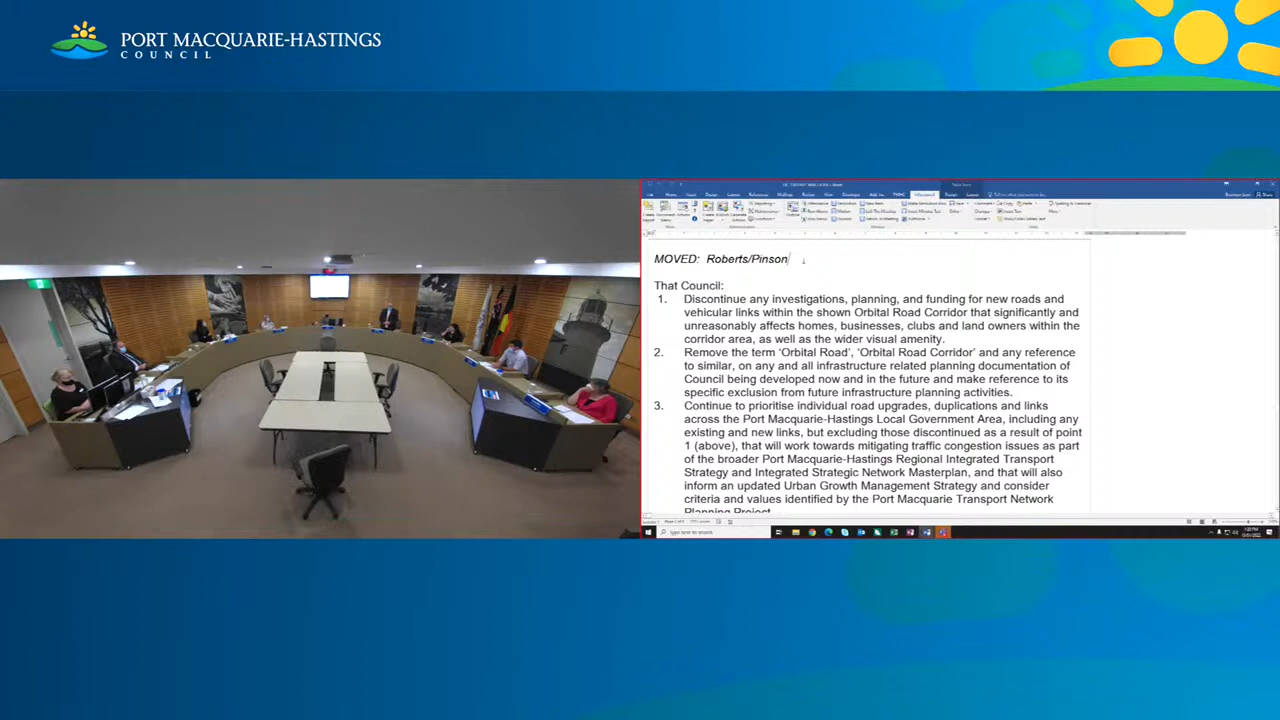 PORT MACQUARIE-HASTINGS
COUNCIL
MOVED: Roberts/Pinson
That Council:
1. Discontinue any investigations, planning, and funding for new roads and
vehicular links within the shown Orbital Road Corridor that significantly and
unreasonably affects homes, businesses, clubs and land owners within the
corridor area, as well as the wider visual amenity.
2. Remove the term ‘Orbital Road’, ‘Orbital Road Corridor’ and any reference
to similar, on any and all infrastructure related planning documentation of
Council being developed now and in the future and make reference to its
specific exclusion from future infrastructure planning activities.
3. Continue to prioritise individual road upgrades, duplications and links
across the Port Macquarie-Hastings Local Government Area, including any
existing and new links, but excluding those discontinued as a result of point
1 (above), that will work towards mitigating traffic congestion issues as part
of the broader Port Macquarie-Hastings Regional Integrated Transport
Strategy and Integrated Strategic Network Masterplan, and that will also
inform an updated Urban Growth Management Strategy and consider
criteria and values identified by the Port Macquarie Transport Network
Planning Project
Type here to search